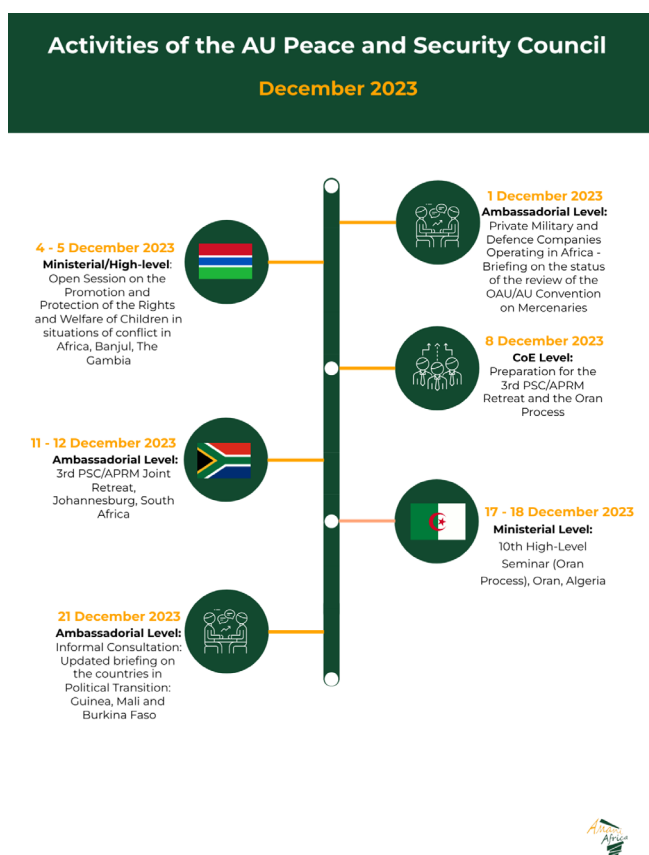 Activities of the AU Peace and Security Council
December 2023
1 December 2023
Ambassadorial Level:
Private Military and
Defence Companies
Operating in Africa -
Briefing on the status
of the review of the
OAU/AU Convention
on Mercenaries
4 - 5 December 2023
Ministerial/High-level:
Open Session on the
Promotion and
Protection of the Rights
and Welfare of Children in
situations of conflict in
Africa, Banjul, The
Gambia
8 December 2023
CoE Level:
Preparation for the
3rd PSC/APRM
Retreat and the Oran
Process
11 - 12 December 2023
Ambassadorial Level:
3rd PSC/APRM Joint
Retreat,
Johannesburg, South
Africa
17 - 18 December 2023
Ministerial Level:
10th High-Level
Seminar (Oran
Process), Oran, Algeria
21 December 2023
Ambassadorial Level:
Informal Consultation:
Updated briefing on
the countries in
Political Transition:
Guinea, Mali and
Burkina Faso
Amani
Africa